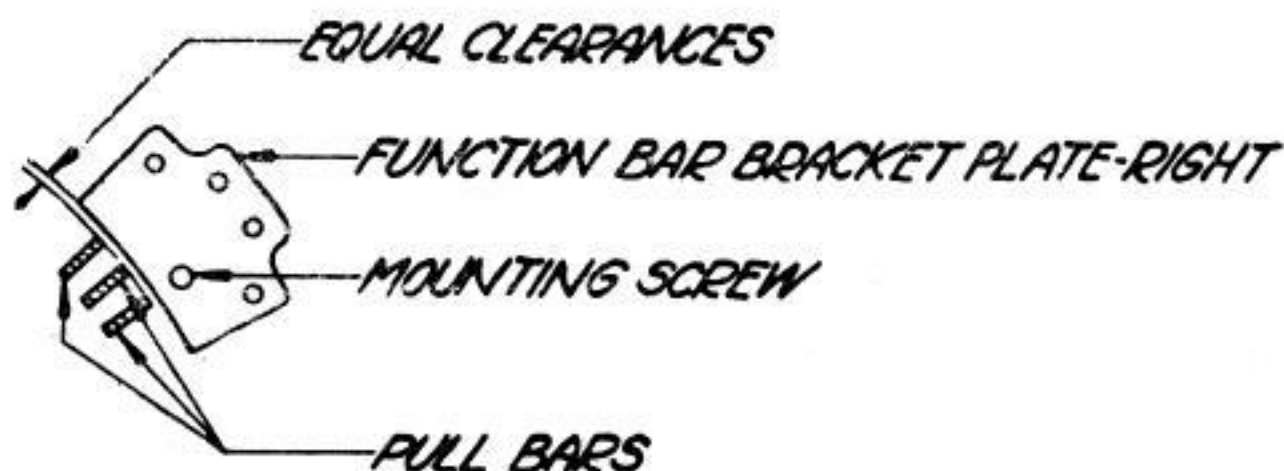 EQUAL CLEARANCES
FUNCTION BAR BRACKET PLATE-RIGHT
MOUNTING SCREW
PULL BARS